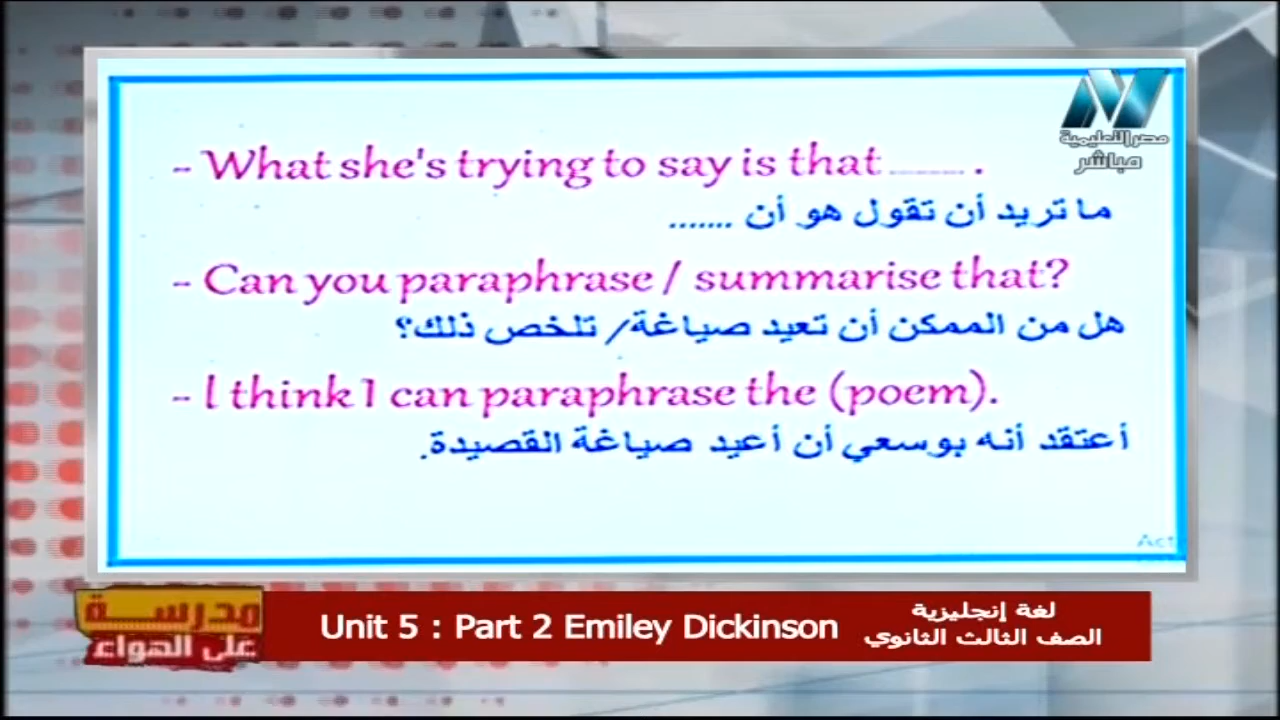 مصر التعليمية
مباشر
- What she's trying to say is that ........ .
ما تريد أن تقول هو أن .......
- Can you paraphrase / summarise that?
هل من الممكن أن تعيد صياغة/ تلخص ذلك؟
- I think I can paraphrase the (poem).
أعتقد أنه بوسعي أن أعيد صياغة القصيدة.
Act
مدرسة
على الهواء
Unit 5 : Part 2 Emiley Dickinson
لغة إنجليزية
الصف الثالث الثانوي